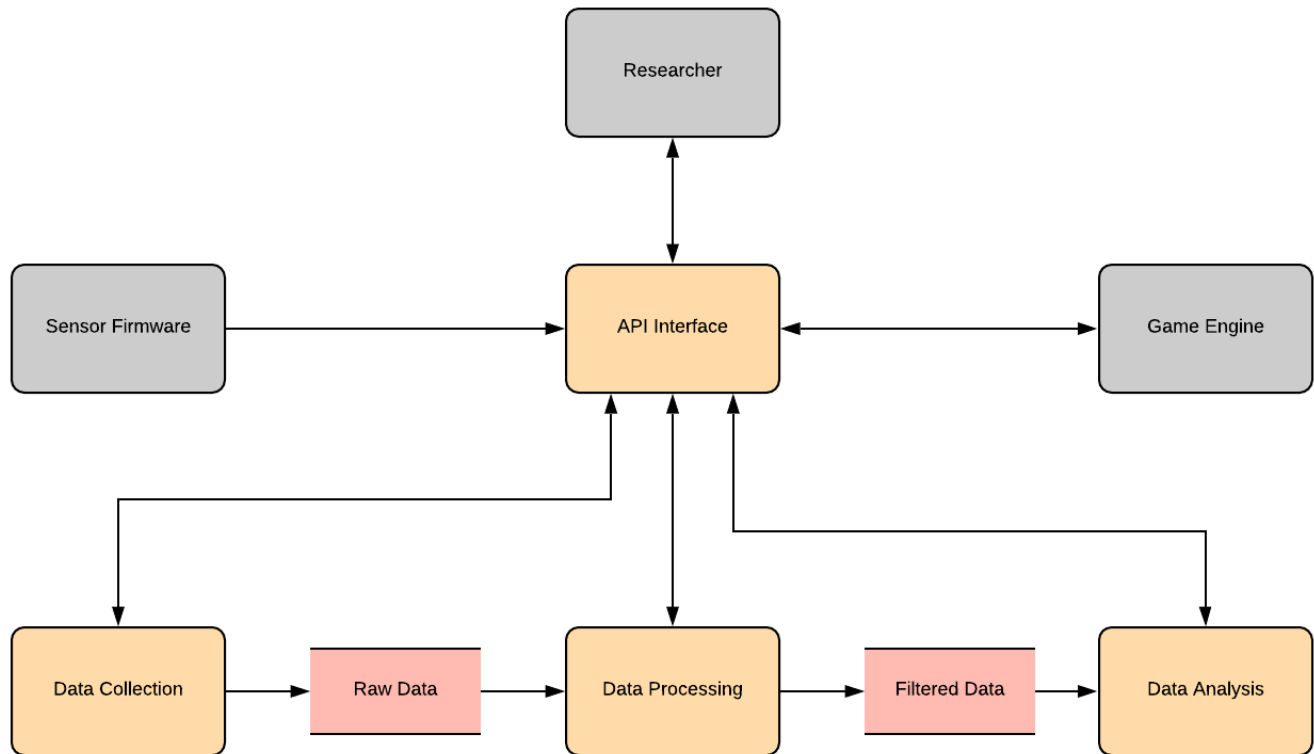 Researcher
Sensor Firmware
API Interface
Game Engine
Data Collection
Raw Data
Data Processing
Filtered Data
Data Analysis